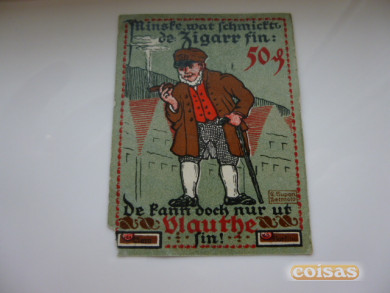 Minske, wat schmickt
de Zigarr fin:
50 ₰
De kann doch nur ut
Vlauthe
sin!
coisas